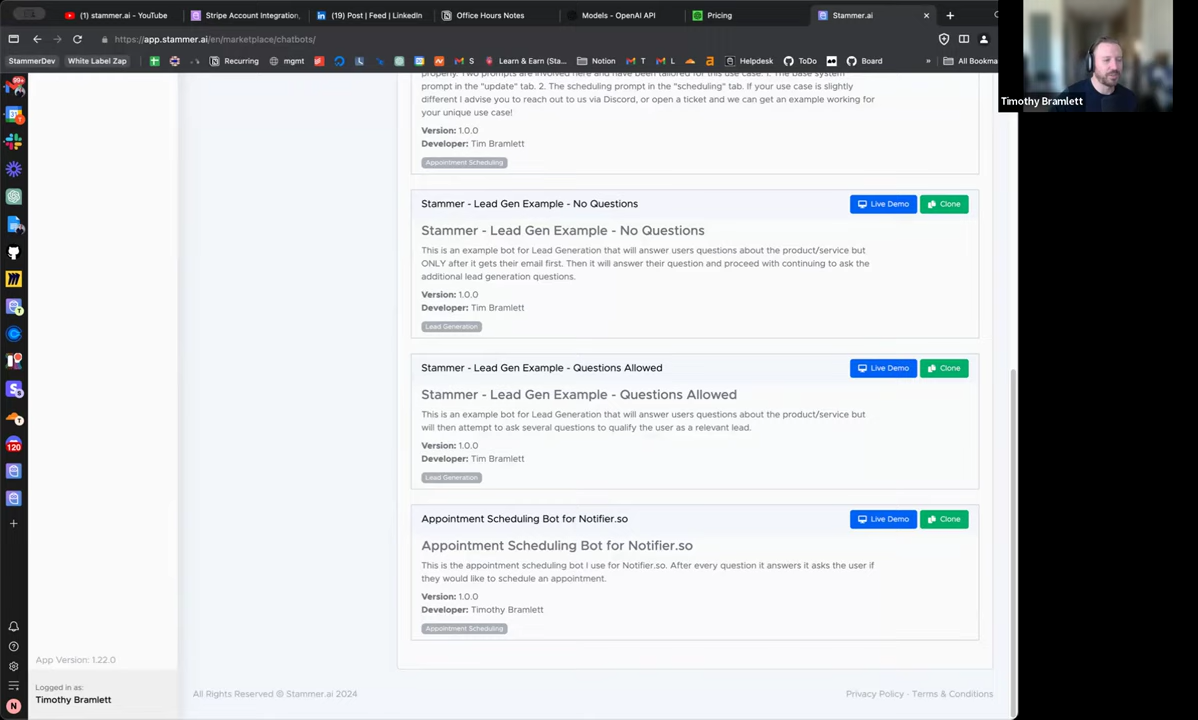 (1) stammer.ai - YouTube
Stripe Account Integration,
(19) Post | Feed | LinkedIn
Office Hours Notes
Models - OpenAI API
Pricing
Stammer.ai
https://app.stammer.ai/en/marketplace/chatbots/
StammerDev
White Label Zap
Recurring
mgmt
Learn & Earn (Sta...
Notion
M T
M L
Helpdesk
ToDo
Board
»
All Bookma
Timothy Bramlett
properly. Two prompts are involved here and have been tailored for this use case. 1. The base system
prompt in the "update" tab. 2. The scheduling prompt in the "scheduling" tab. If your use case is slightly
different I advise you to reach out to us via Discord, or open a ticket and we can get an example working for
your unique use case!
Version: 1.0.0
Developer: Tim Bramlett
Appointment Scheduling
Stammer - Lead Gen Example - No Questions
Live Demo
Clone
Stammer - Lead Gen Example - No Questions
This is an example bot for Lead Generation that will answer users questions about the product/service but
ONLY after it gets their email first. Then it will answer their question and proceed with continuing to ask the
additional lead generation questions.
Version: 1.0.0
Developer: Tim Bramlett
Lead Generation
Stammer - Lead Gen Example - Questions Allowed
Live Demo
Clone
Stammer - Lead Gen Example - Questions Allowed
This is an example bot for Lead Generation that will answer users questions about the product/service but
will then attempt to ask several questions to qualify the user as a relevant lead.
Version: 1.0.0
Developer: Tim Bramlett
Lead Generation
Appointment Scheduling Bot for Notifier.so
Live Demo
Clone
Appointment Scheduling Bot for Notifier.so
This is the appointment scheduling bot I use for Notifier.so. After every question it answers it asks the user if
they would like to schedule an appointment.
Version: 1.0.0
Developer: Timothy Bramlett
Appointment Scheduling
99+
120
N
App Version: 1.22.0
Logged in as:
Timothy Bramlett
All Rights Reserved © Stammer.ai 2024
Privacy Policy · Terms & Conditions